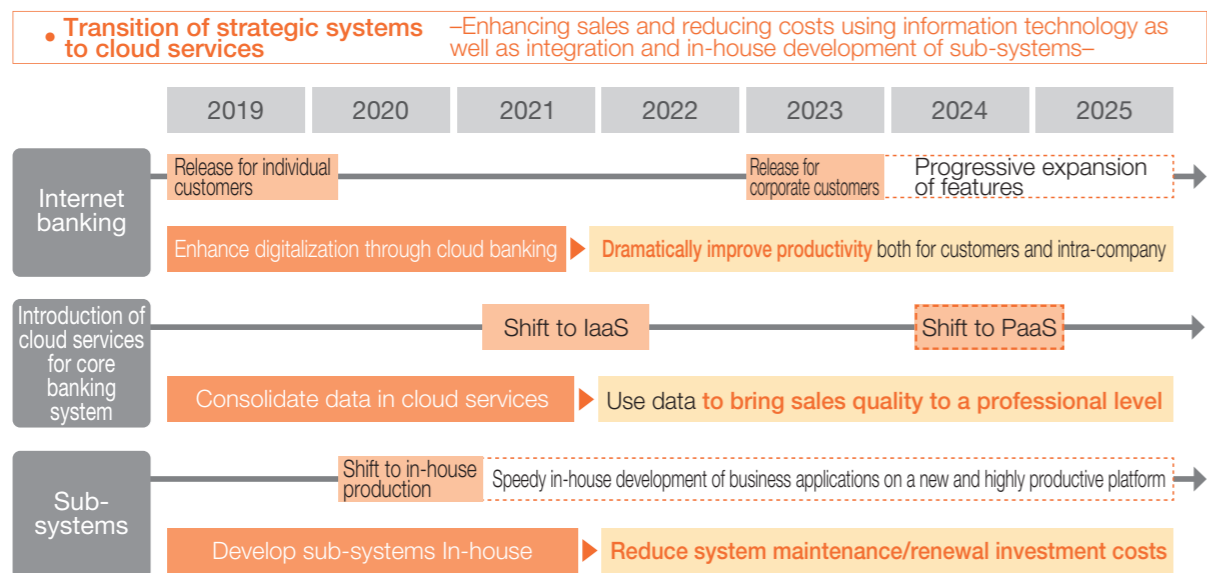 • Transition of strategic systems
to cloud services
–Enhancing sales and reducing costs using information technology as
well as integration and in-house development of sub-systems–
2019 2020 2021 2022 2023 2024 2025
Internet
banking
Release for individual
customers
Release for
corporate customers
Progressive expansion
of features
Enhance digitalization through cloud banking
Dramatically improve productivity both for customers and intra-company
Introduction of
cloud services
for core
banking
system
Shift to IaaS
Shift to PaaS
Consolidate data in cloud services
Use data to bring sales quality to a professional level
Sub-
systems
Shift to in-house
production
Speedy in-house development of business applications on a new and highly productive platform
Develop sub-systems In-house
Reduce system maintenance/renewal investment costs